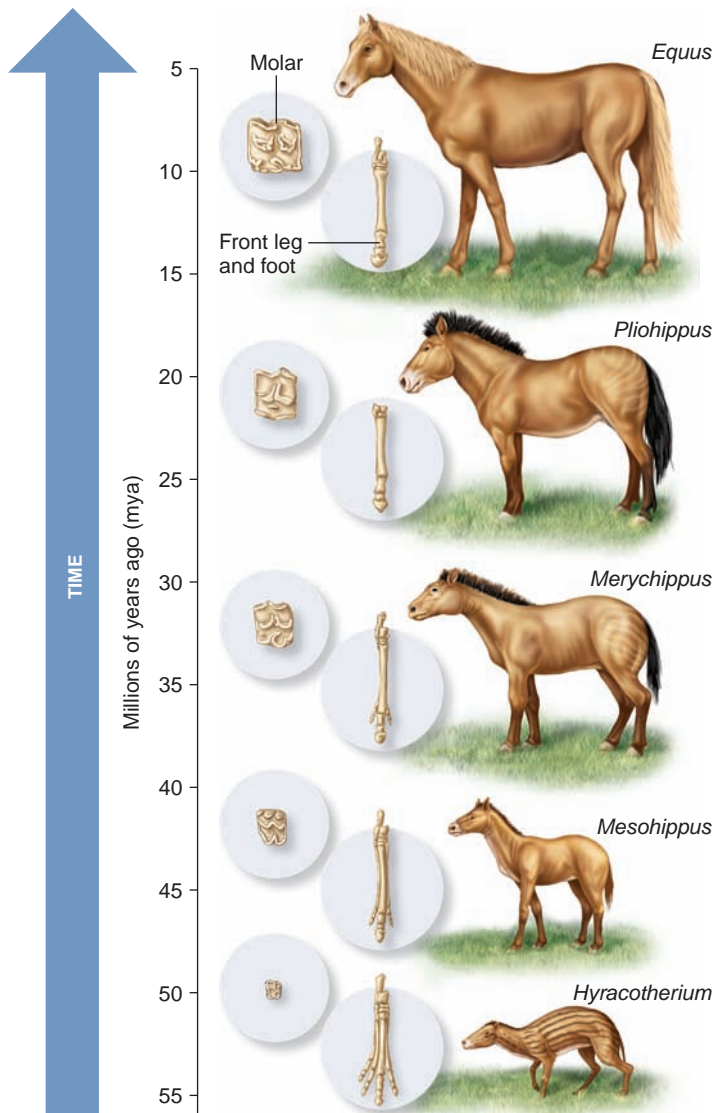 5
Molar
Equus
10
Front leg
and foot
15
Pliohippus
20
25
TIME
Millions of years ago (mya)
30
Merychippus
35
40
Mesohippus
45
50
Hyracotherium
55